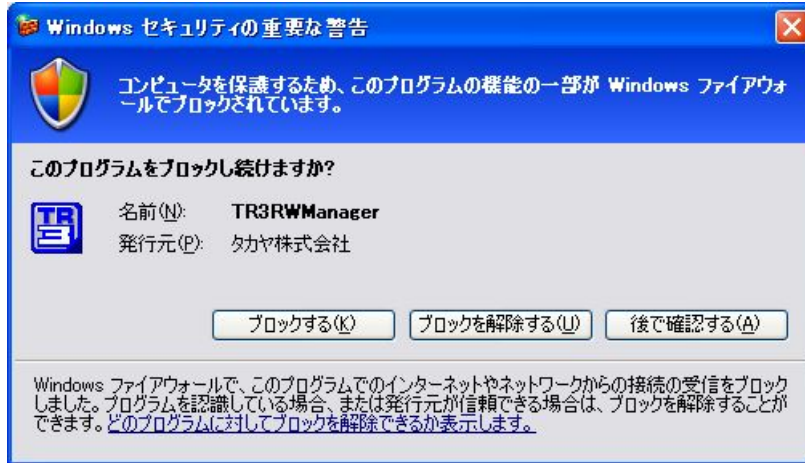 Windows セキュリティの重要な警告
コンピュータを保護するため、このプログラムの機能の一部が Windows ファイアウォ
ールでブロックされています。
このプログラムをブロックし続けますか?
TR3
名前(N): TR3RWManager
発行元(P): タカヤ株式会社
ブロックする(K) ブロックを解除する(U) 後で確認する(A)
Windows ファイアウォールで、このプログラムでのインターネットやネットワークからの接続の受信をブロック
しました。プログラムを認識している場合、または発行元が信頼できる場合は、ブロックを解除することが
できます。どのプログラムに対してブロックを解除できるか表示します。